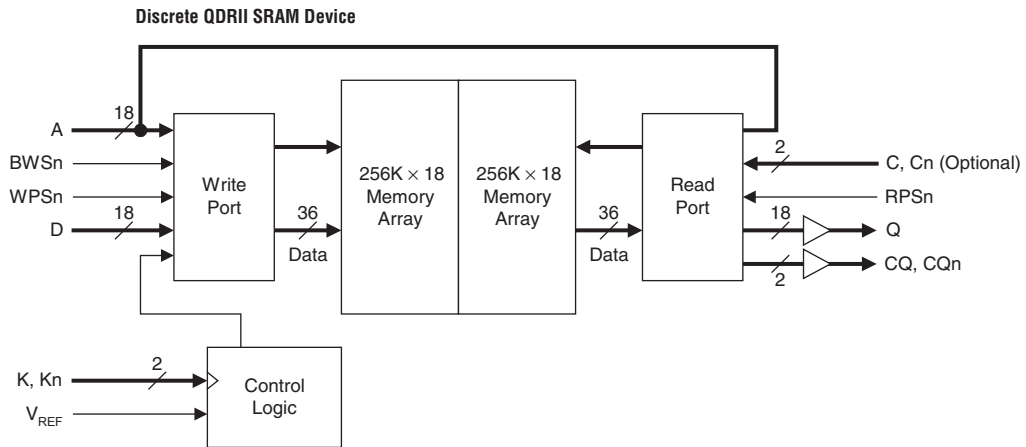 Discrete QDRII SRAM Device
A
18
BWSn
WPSn
D
18
Write
Port
36
Data
256K × 18
Memory
Array
256K × 18
Memory
Array
36
Data
Read
Port
2
C, Cn (Optional)
RPSn
18
Q
2
CQ, CQn
K, Kn
2
VREF
Control
Logic